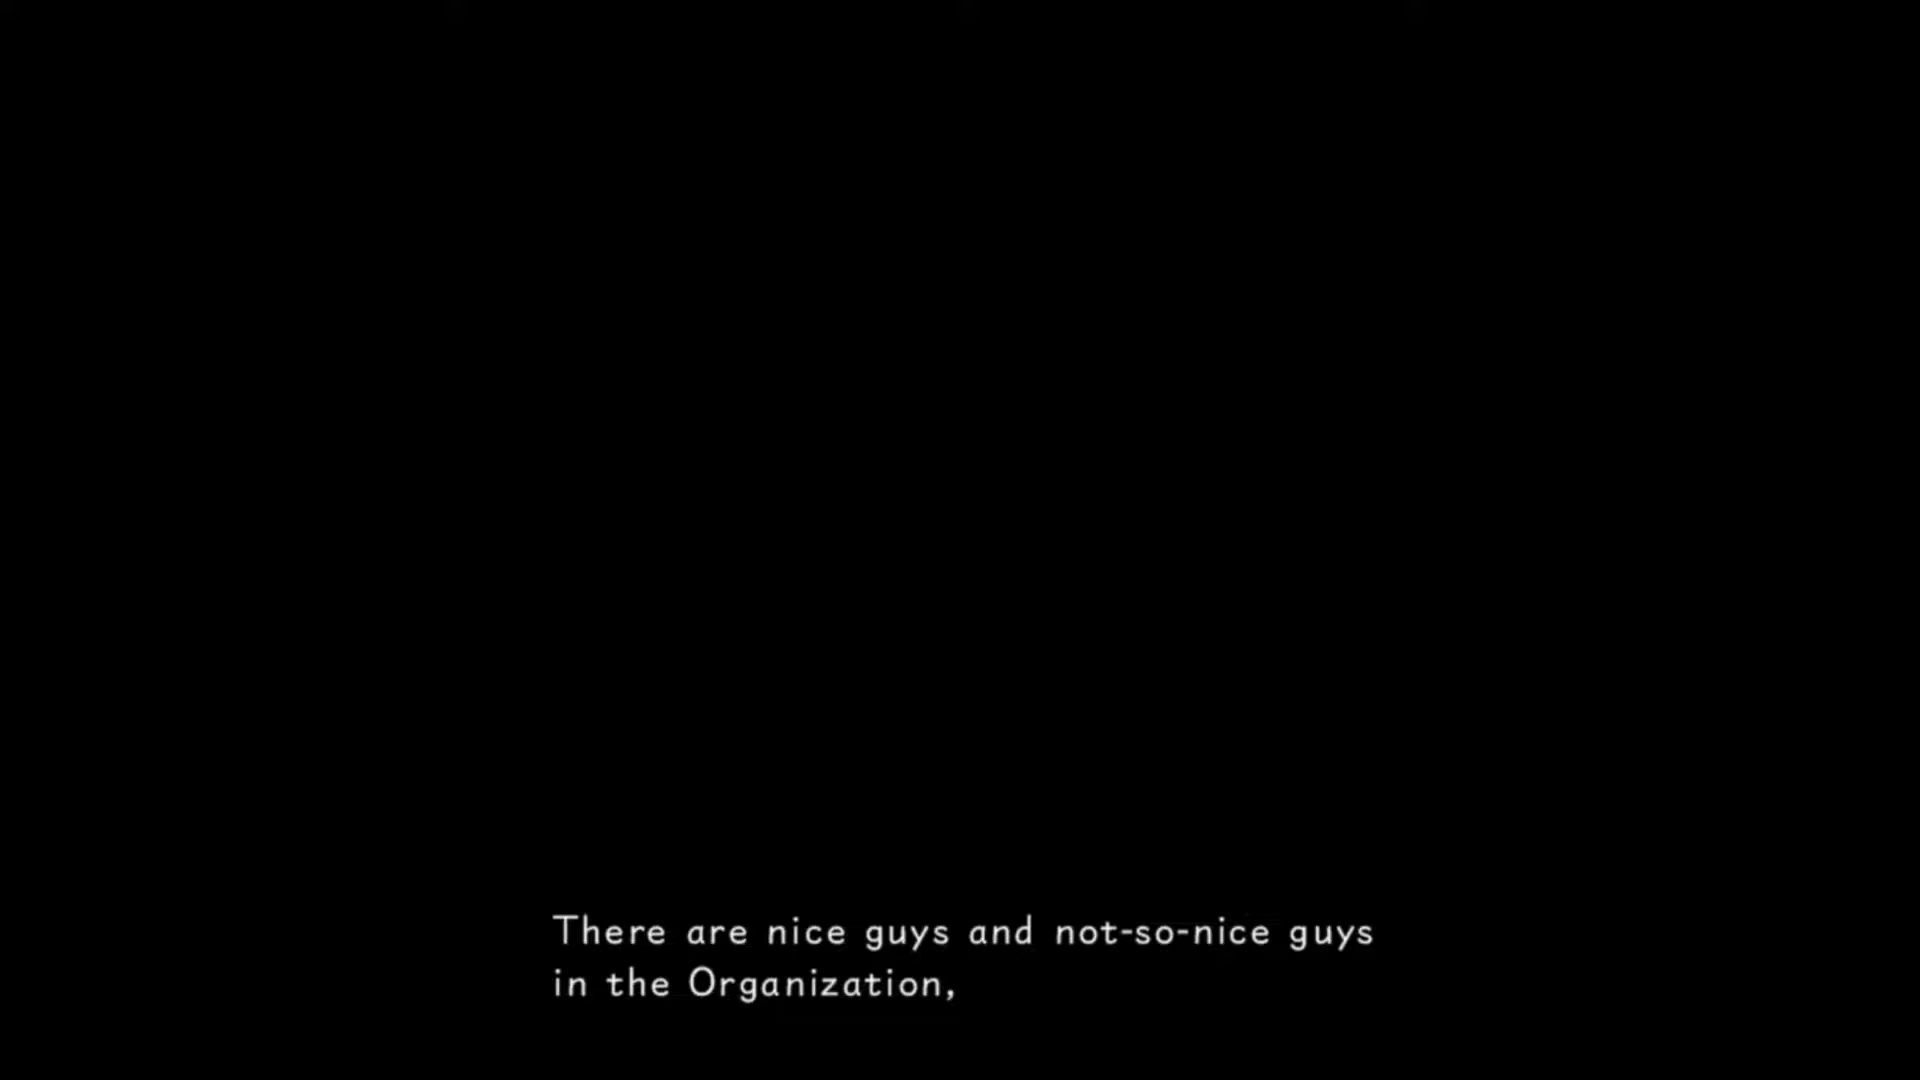 There are nice guys and not-so-nice guys
in the Organization,